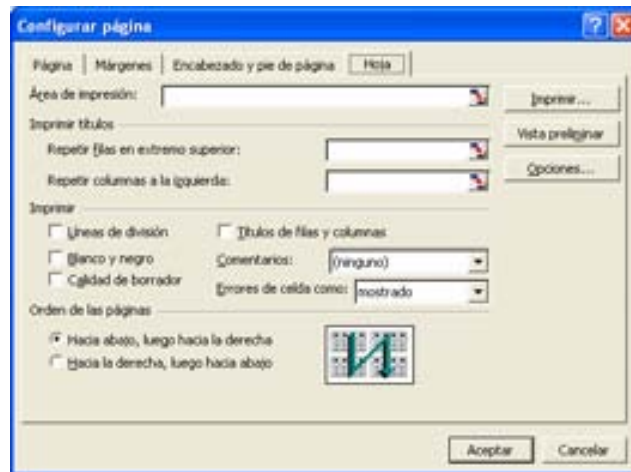 Configurar página
Página Márgenes Encabezado y pie de página Hoja
Área de impresión:
Imprimir...
Imprimir títulos
Vista preliminar
Repetir filas en extremo superior:
Opciones...
Repetir columnas a la izquierda:
Imprimir
Líneas de división Títulos de filas y columnas
Blanco y negro Comentarios: (ninguno)
Calidad de borrador Errores de celda como: mostrado
Orden de las páginas
Hacia abajo, luego hacia la derecha
Hacia la derecha, luego hacia abajo
Aceptar Cancelar